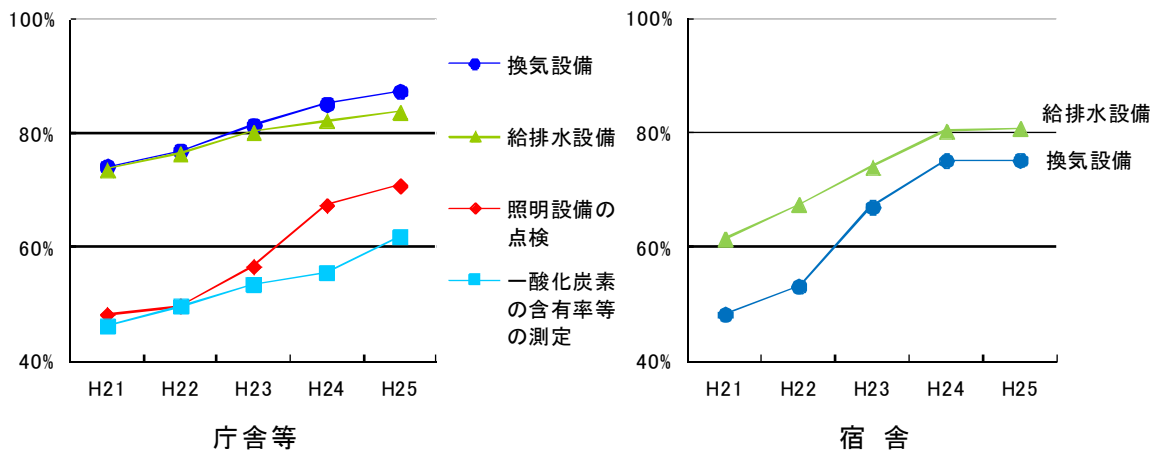 100%
80%
60%
40%
H21
H22
H23
H24
H25
換気設備
給排水設備
照明設備の
点検
一酸化炭素
の含有率等
の測定
庁舎等
100%
80%
60%
40%
H21
H22
H23
H24
H25
給排水設備
換気設備
宿 舎